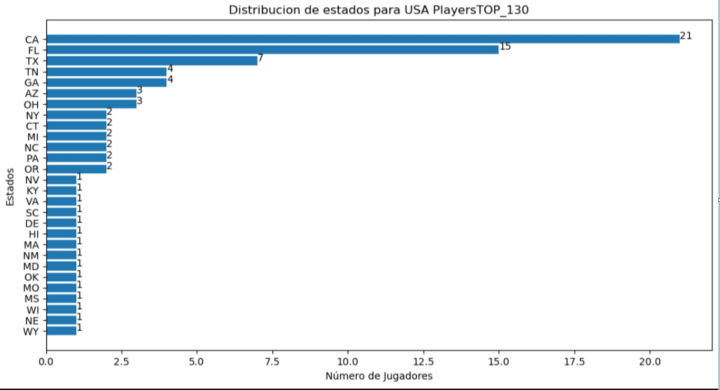 Distribucion de estados para USA PlayersTOP_130
CA 21
FL 15
TX 7
TN 4
GA 4
AZ 3
OH 3
NY 2
CT 2
MI 2
NC 2
PA 2
OR 2
NV 1
KY 1
VA 1
SC 1
DE 1
HI 1
MA 1
NM 1
MD 1
OK 1
MO 1
MS 1
WI 1
NE 1
WY 1
Estados
0.0 2.5 5.0 7.5 10.0 12.5 15.0 17.5 20.0
Número de Jugadores